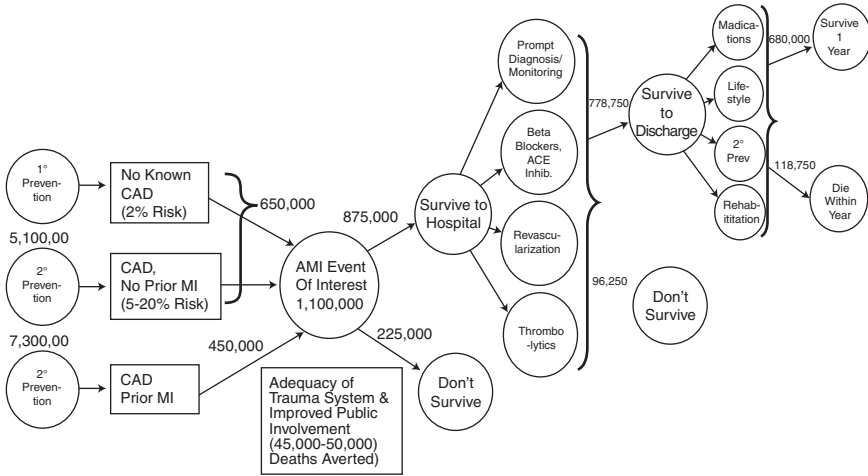 1°
Preven-
tion
No Known
CAD
(2% Risk)
5,100,00
2°
Preven-
tion
CAD,
No Prior MI
(5-20% Risk)
7,300,00
2°
Preven-
tion
CAD
Prior MI
650,000
450,000
AMI Event
Of Interest
1,100,000
875,000
225,000
Adequacy of
Trauma System &
Improved Public
Involvement
(45,000-50,000)
Deaths Averted)
Don't
Survive
Survive to
Hospital
Prompt
Diagnosis/
Monitoring
Beta
Blockers,
ACE
Inhib.
Revascu-
larization
Thrombo
-lytics
778,750
96,250
Don't
Survive
Survive
to
Discharge
Madica-
tions
Life-
style
2°
Prev
Rehab-
ititation
680,000
118,750
Survive
1
Year
Die
Within
Year